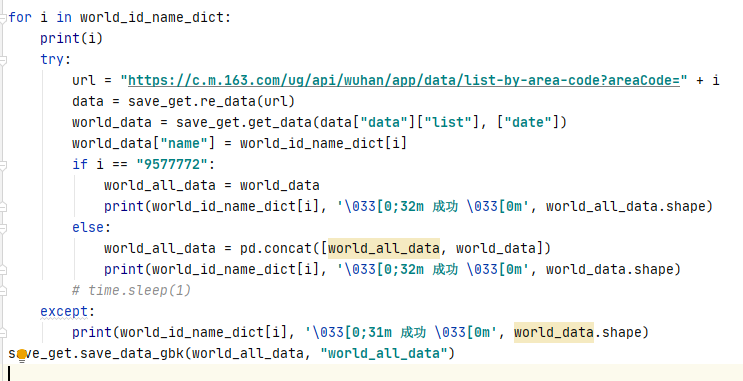 for i in world_id_name_dict:
    print(i)
    try:
        url = "https://c.m.163.com/ug/api/wuhan/app/data/list-by-area-code?areaCode=" + i
        data = save_get.re_data(url)
        world_data = save_get.get_data(data["data"]["list"], ["date"])
        world_data["name"] = world_id_name_dict[i]
        if i == "9577772":
            world_all_data = world_data
            print(world_id_name_dict[i], '\033[0;32m 成功 \033[0m', world_all_data.shape)
        else:
            world_all_data = pd.concat([world_all_data, world_data])
            print(world_id_name_dict[i], '\033[0;32m 成功 \033[0m', world_data.shape)
        # time.sleep(1)
    except:
        print(world_id_name_dict[i], '\033[0;31m 成功 \033[0m', world_data.shape)
save_get.save_data_gbk(world_all_data, "world_all_data")